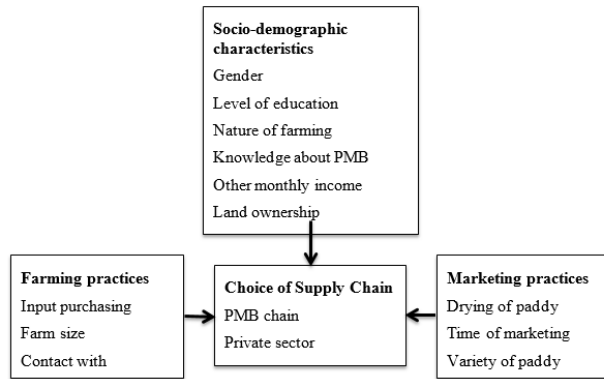 Socio-demographic
characteristics
Gender
Level of education
Nature of farming
Knowledge about PMB
Other monthly income
Land ownership
Farming practices
Input purchasing
Farm size
Contact with
Choice of Supply Chain
PMB chain
Private sector
Marketing practices
Drying of paddy
Time of marketing
Variety of paddy